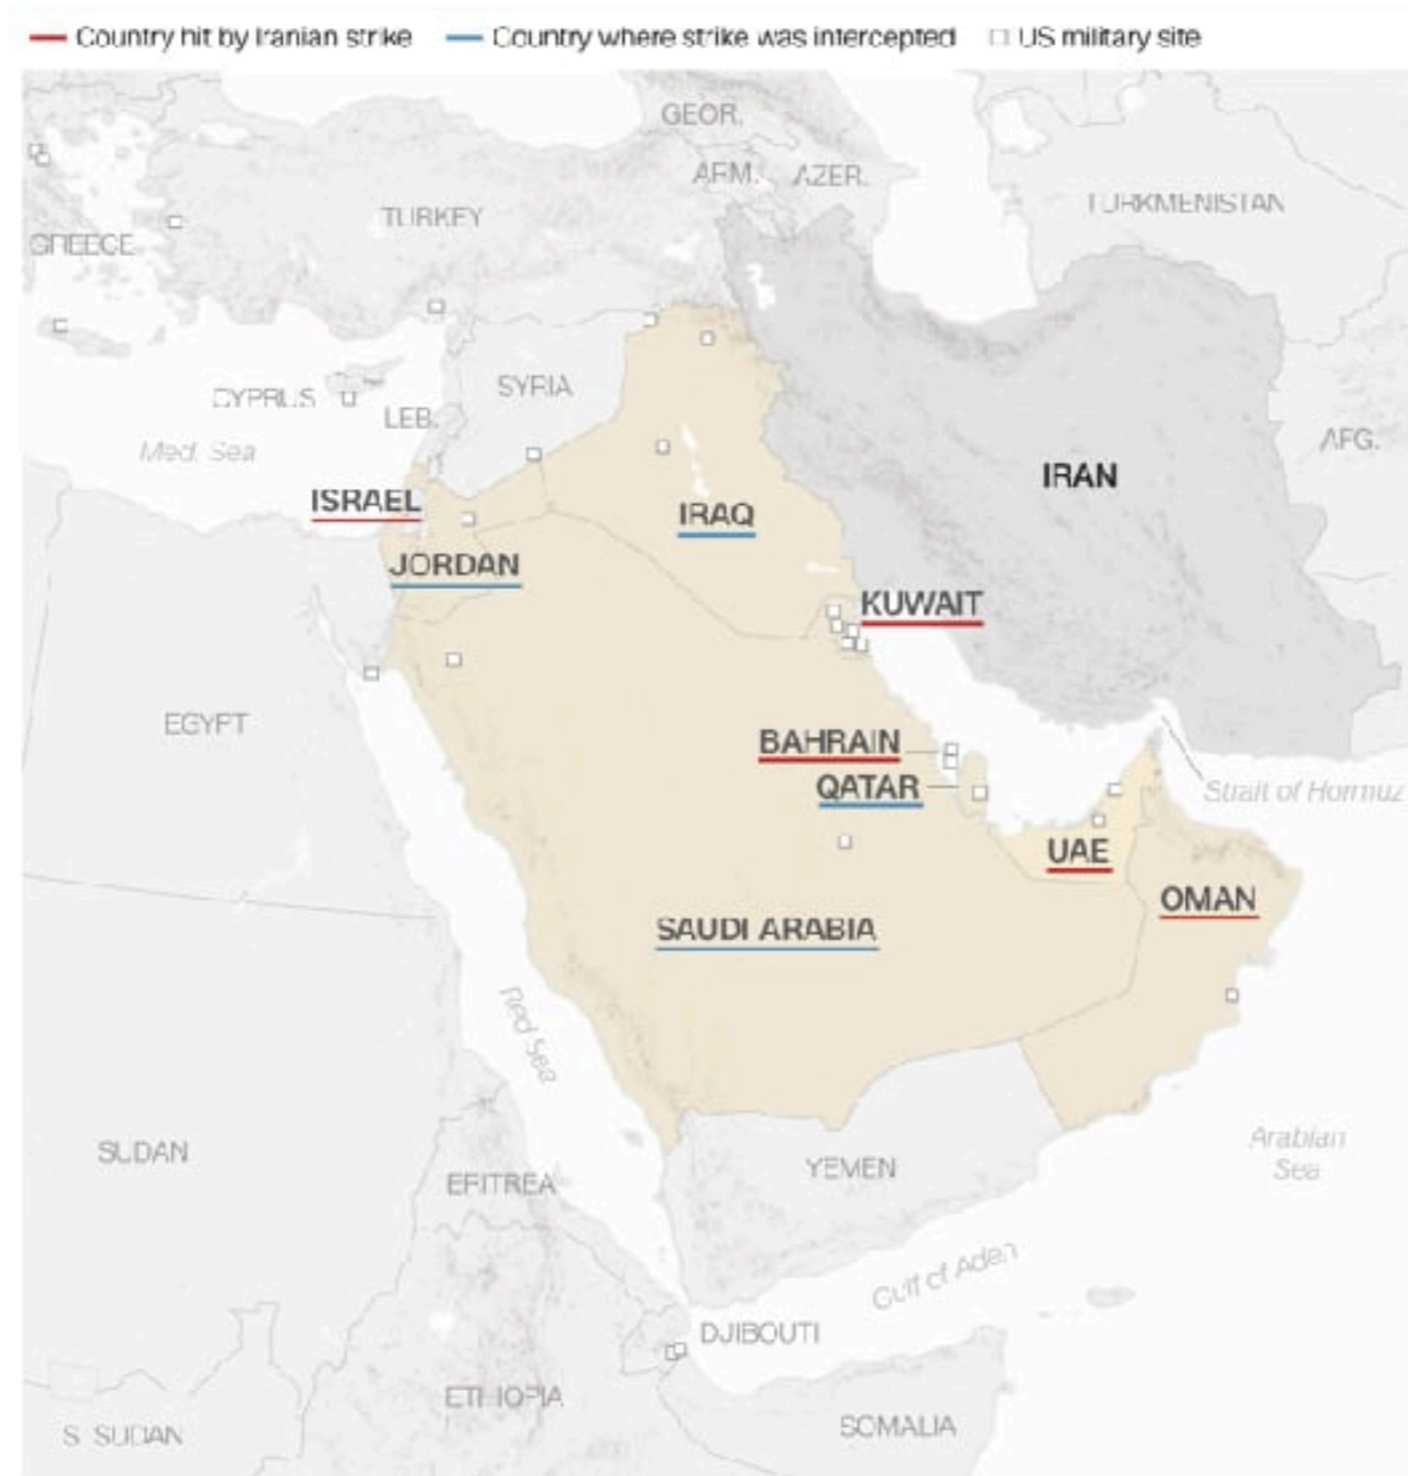 Country hit by Iranian strike
Country where strike was intercepted
US military site
GEOR.
ARM.
AZER.
TURKMENISTAN
TURKEY
GREECE
CYPRUS
SYRIA
LEB.
Med. Sea
AFG.
IRAN
ISRAEL
IRAQ
JORDAN
KUWAIT
EGYPT
BAHRAIN
QATAR
Strait of Hormuz
UAE
OMAN
SAUDI ARABIA
Red Sea
SUDAN
ERITREA
YEMEN
Arabian
Sea
Gulf of Aden
DJIBOUTI
ETHIOPIA
S. SUDAN
SOMALIA